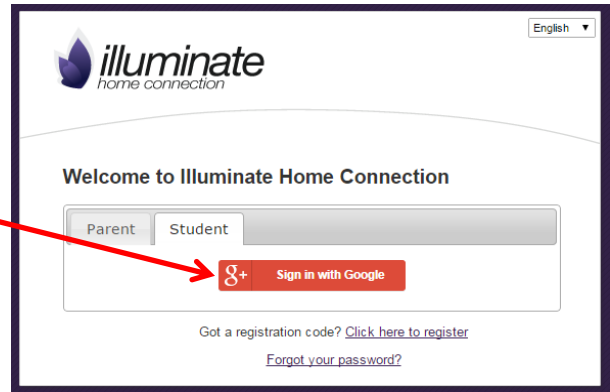 English
illuminate
home connection
Welcome to Illuminate Home Connection
Parent Student
g+ Sign in with Google
Got a registration code? Click here to register
Forgot your password?